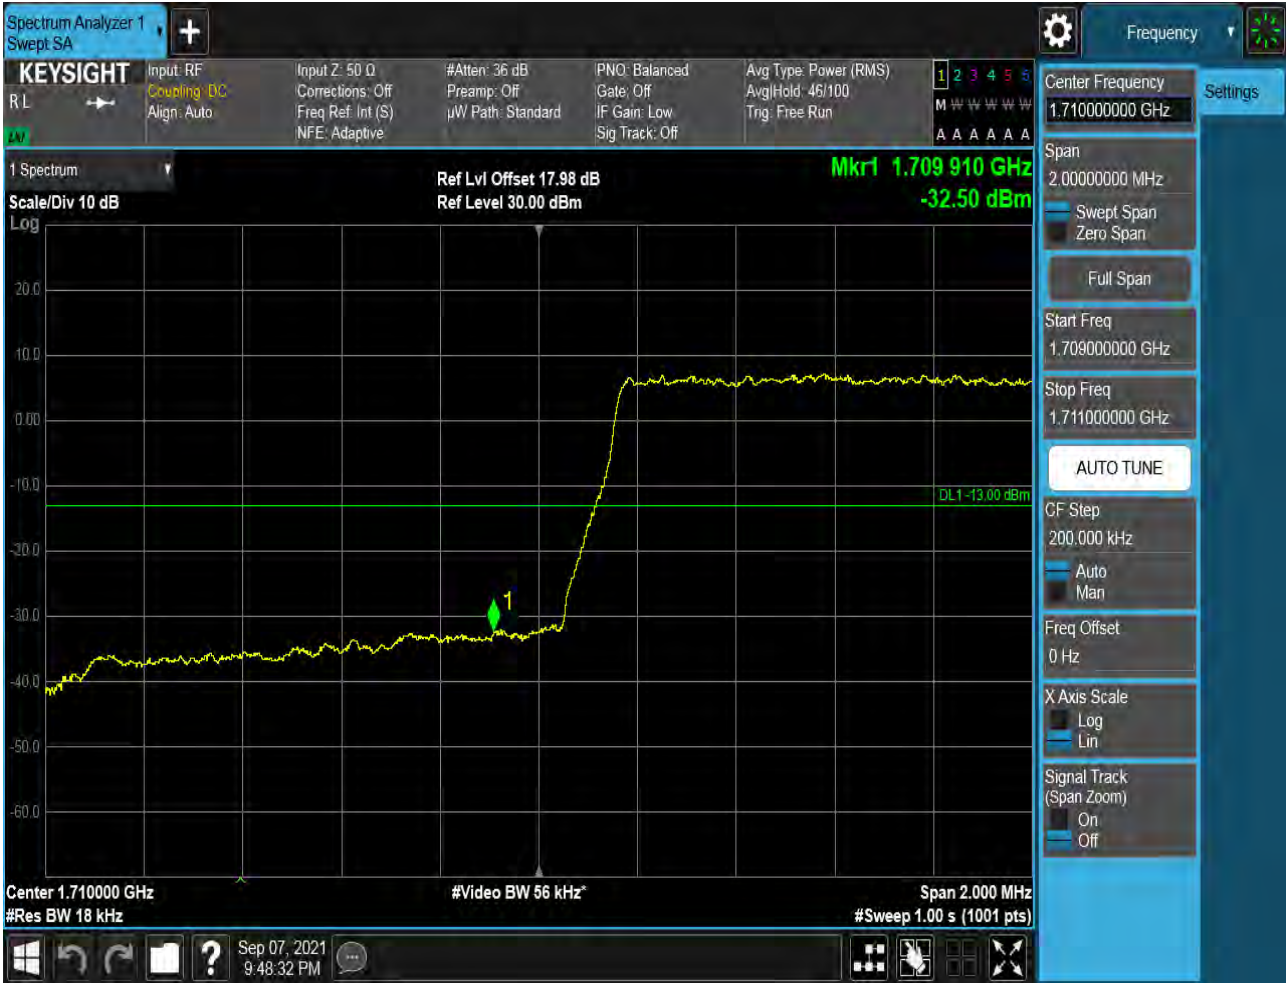 Spectrum Analyzer 1
Swept SA
Frequency
KEYSIGHT
R L
Input: RF
Coupling: DC
Align: Auto
Input Z: 50 Ω
Corrections: Off
Freq Ref: Int (S)
NFE: Adaptive
#Atten: 36 dB
Preamp: Off
µW Path: Standard
PNO: Balanced
Gate: Off
IF Gain: Low
Sig Track: Off
Avg Type: Power (RMS)
Avg|Hold: 46/100
Trig: Free Run
1 2 3 4 5 6
M W W W W W
A A A A A A
LXI
1 Spectrum
Scale/Div 10 dB
Log
Ref Lvl Offset 17.98 dB
Ref Level 30.00 dBm
Mkr1 1.709 910 GHz
-32.50 dBm
20.0
10.0
0.00
-10.0
-20.0
-30.0
-40.0
-50.0
-60.0
DL1 -13.00 dBm
1
Center 1.710000 GHz
#Res BW 18 kHz
#Video BW 56 kHz*
Span 2.000 MHz
#Sweep 1.00 s (1001 pts)
Center Frequency
1.710000000 GHz
Settings
Span
2.00000000 MHz
Swept Span
Zero Span
Full Span
Start Freq
1.709000000 GHz
Stop Freq
1.711000000 GHz
AUTO TUNE
CF Step
200.000 kHz
Auto
Man
Freq Offset
0 Hz
X Axis Scale
Log
Lin
Signal Track
(Span Zoom)
On
Off
?
Sep 07, 2021
9:48:32 PM